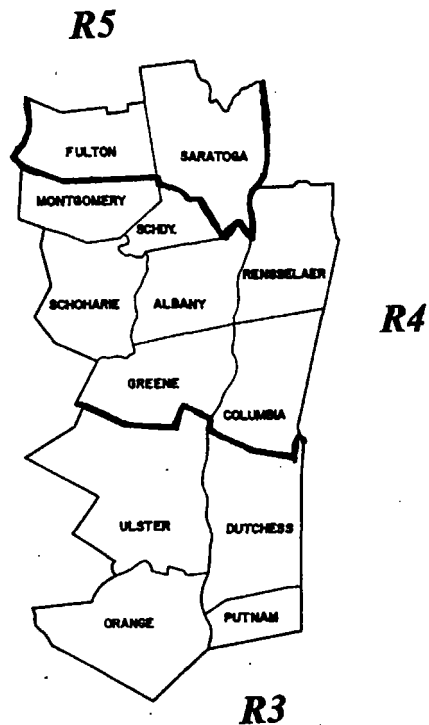 R5
FULTON
SARATOGA
MONTGOMERY
SCHDY.
RENSSELAER
SCHOHARIE
ALBANY
R4
GREENE
COLUMBIA
ULSTER
DUTCHESS
ORANGE
PUTNAM
R3